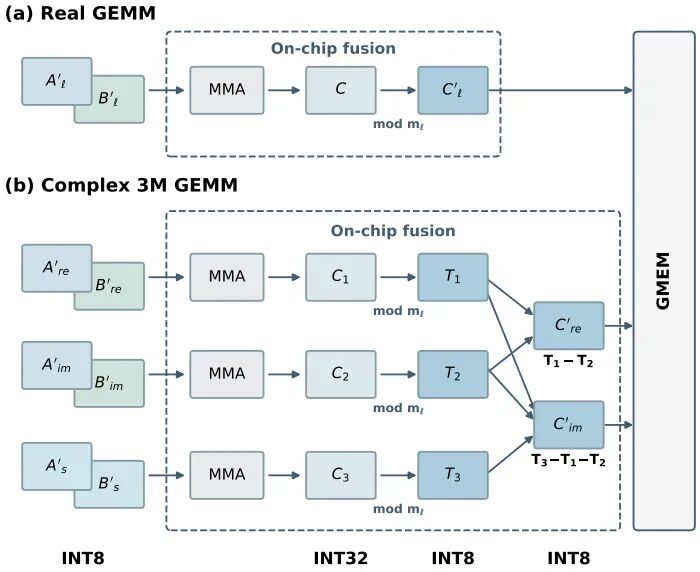 (a) Real GEMM
On-chip fusion
A′ℓ
B′ℓ
MMA
C
C′ℓ
mod mℓ
(b) Complex 3M GEMM
On-chip fusion
A′re
B′re
MMA
C1
T1
mod mℓ
C′re
T1 − T2
A′im
B′im
MMA
C2
T2
mod mℓ
C′im
T3−T1−T2
A′s
B′s
MMA
C3
T3
mod mℓ
GMEM
INT8 INT32 INT8 INT8